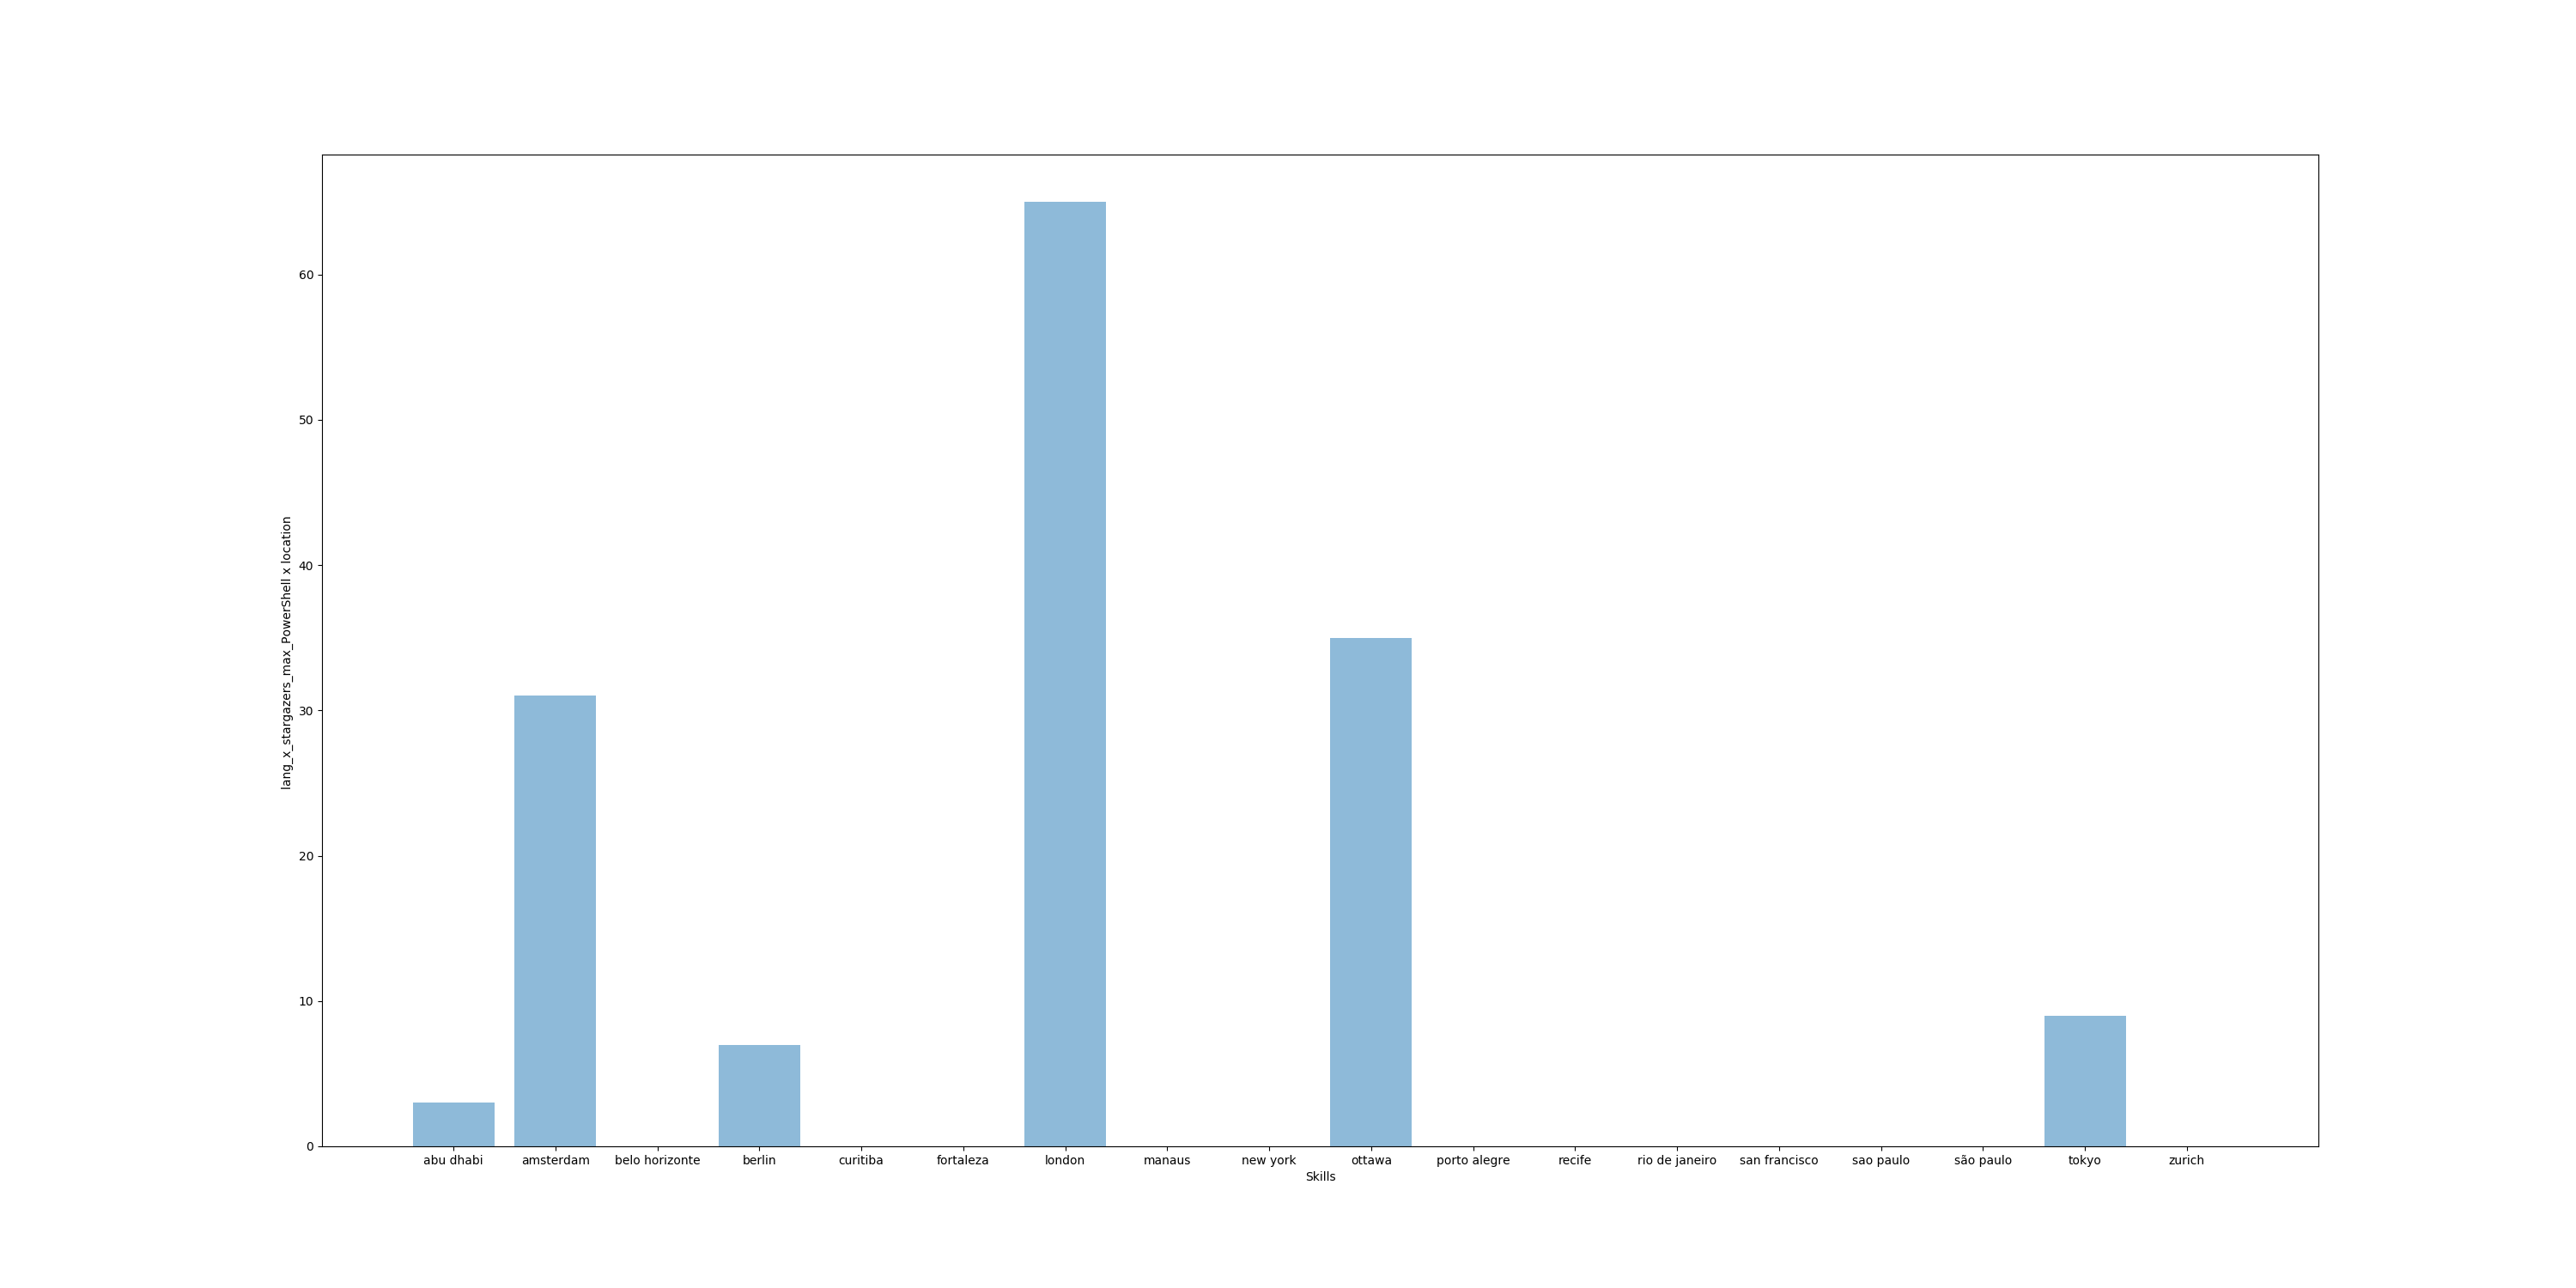 lang_x_stargazers_max_PowerShell x location
60
50
40
30
20
10
0
abu dhabi amsterdam belo horizonte berlin curitiba fortaleza london manaus new york ottawa porto alegre recife rio de janeiro san francisco sao paulo são paulo tokyo zurich
Skills